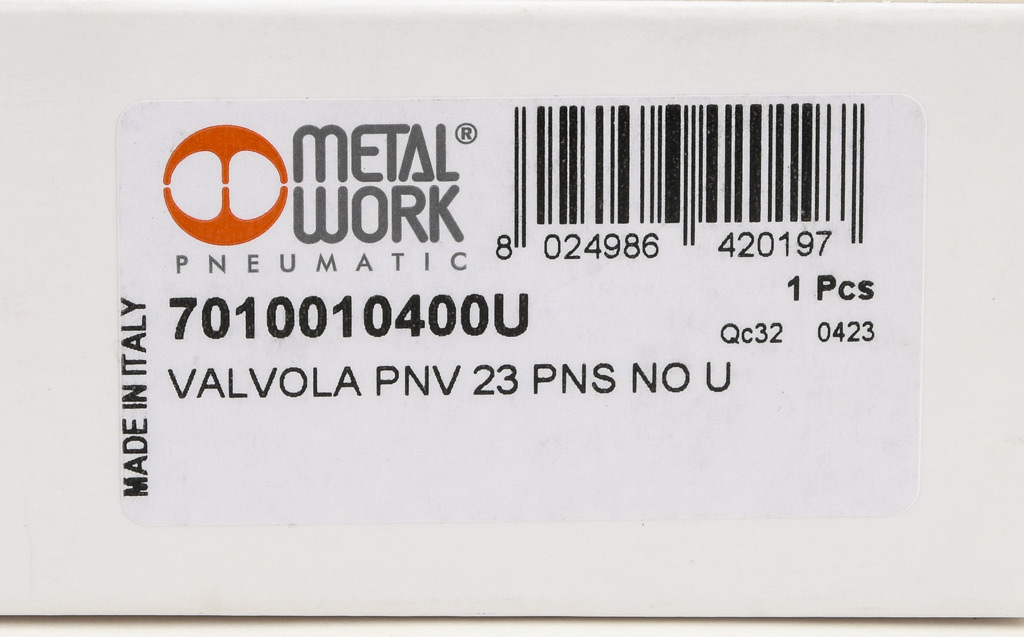 METAL®
WORK
PNEUMATIC
8 024986 420197
1 Pcs
7010010400U
Qc32 0423
VALVOLA PNV 23 PNS NO U
MADE IN ITALY